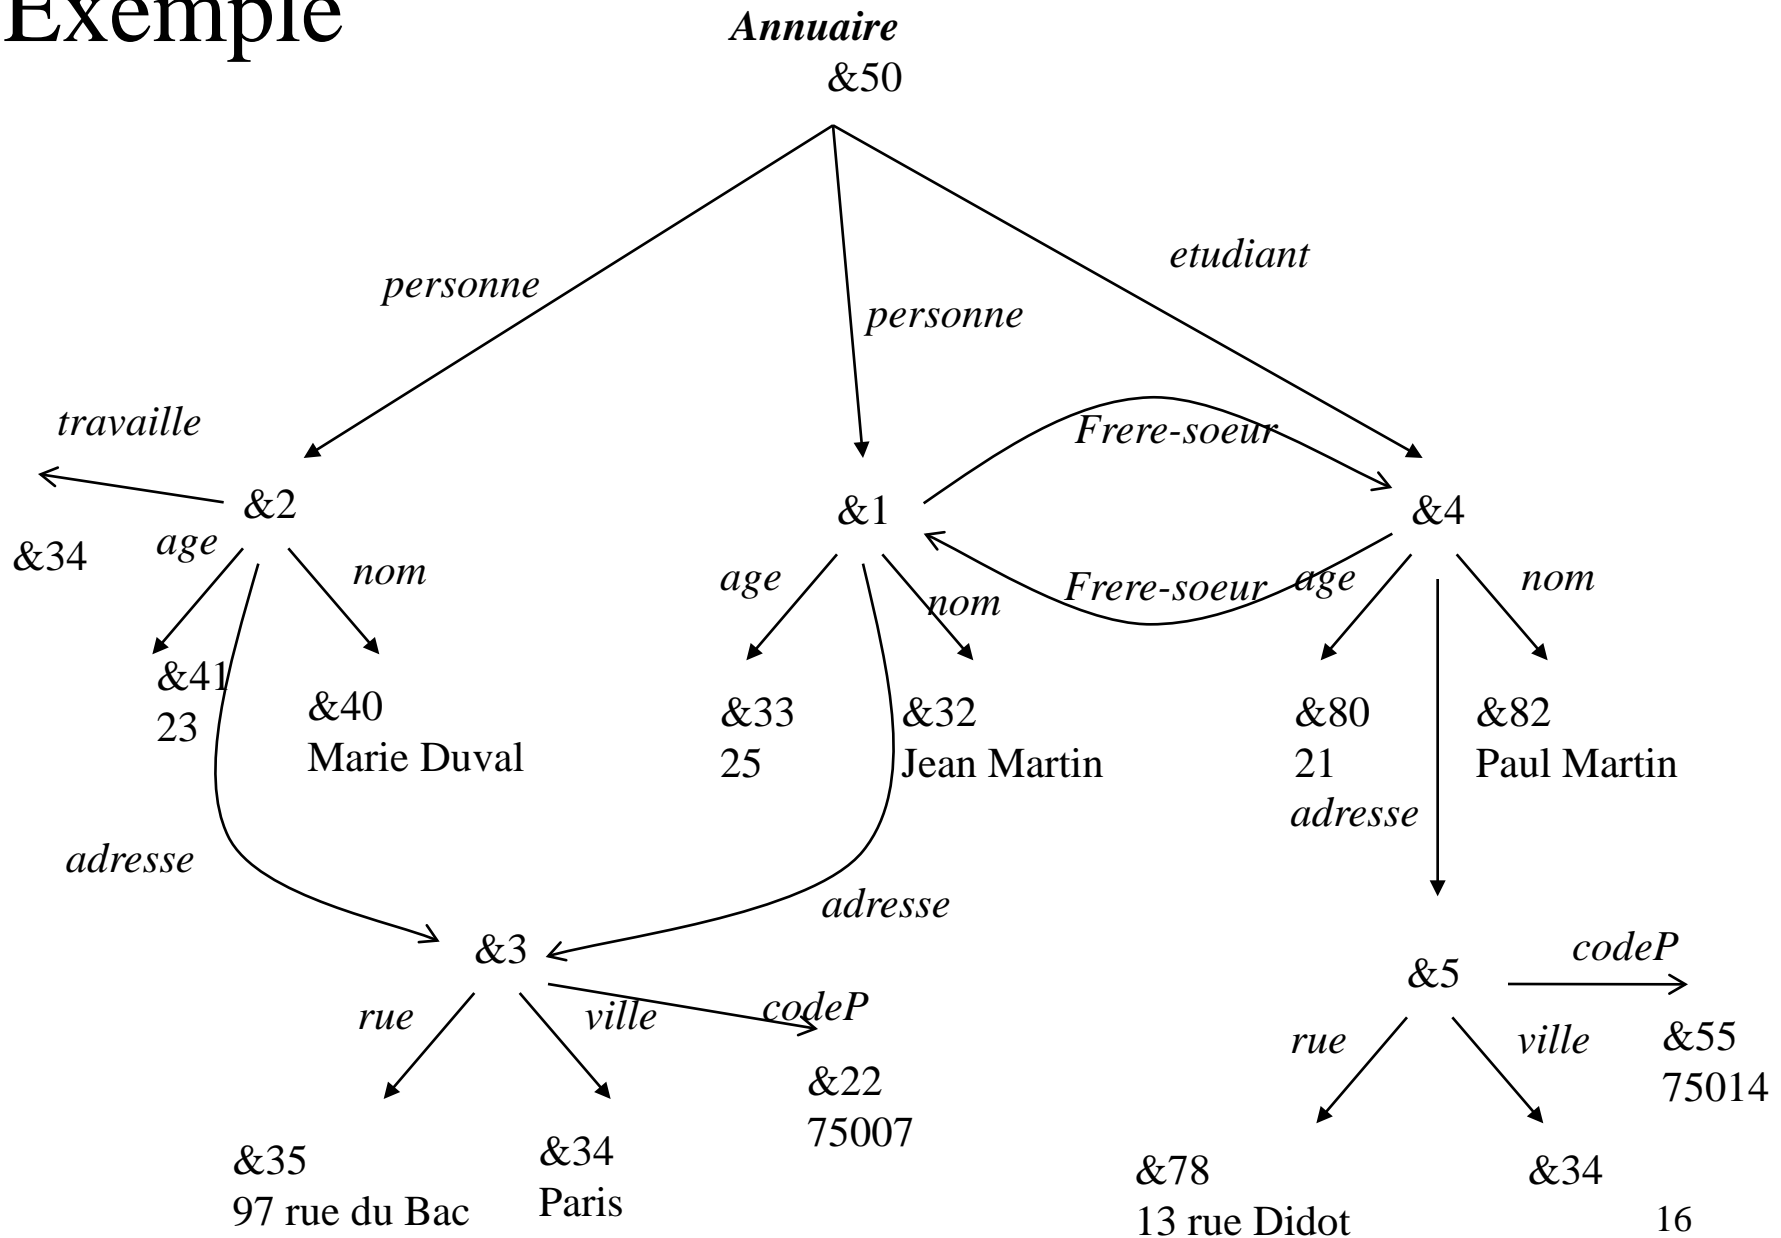 Exemple
Annuaire
&50
etudiant
personne
personne
travaille
Frere-soeur
&2
&1
&4
&34
age
nom
age
nom
Frere-soeur
age
nom
&41
23
&40
Marie Duval
&33
25
&32
Jean Martin
&80
21
&82
Paul Martin
adresse
adresse
adresse
&3
codeP
&5
rue
ville
codeP
rue
ville
&55
75014
&22
75007
&35
97 rue du Bac
&34
Paris
&78
13 rue Didot
&34
16